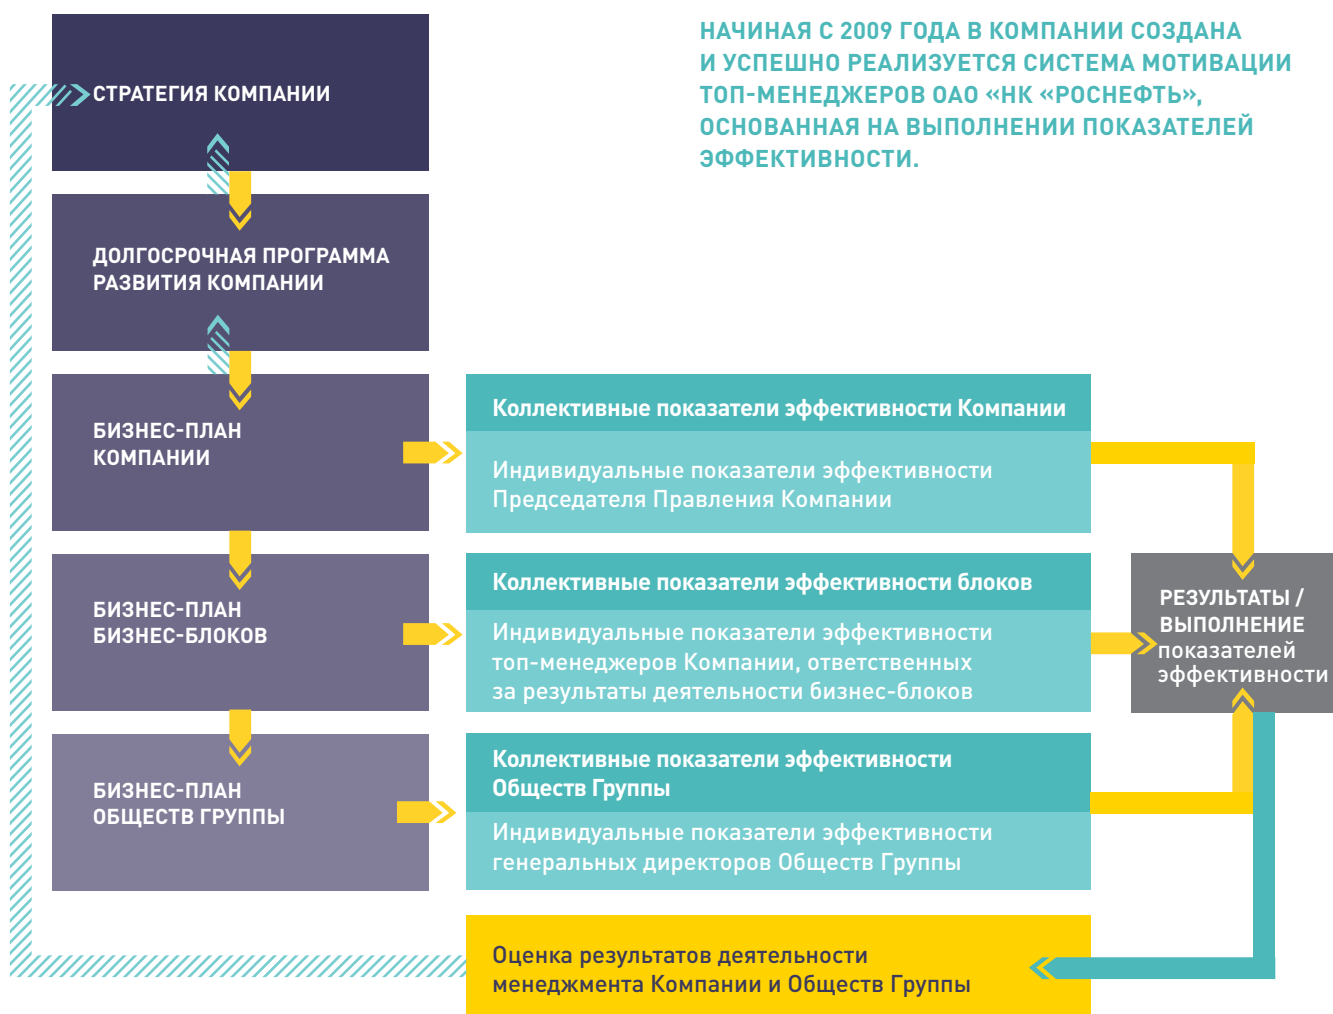 НАЧИНАЯ С 2009 ГОДА В КОМПАНИИ СОЗДАНА
И УСПЕШНО РЕАЛИЗУЕТСЯ СИСТЕМА МОТИВАЦИИ
ТОП-МЕНЕДЖЕРОВ ОАО «НК «РОСНЕФТЬ»,
ОСНОВАННАЯ НА ВЫПОЛНЕНИИ ПОКАЗАТЕЛЕЙ
ЭФФЕКТИВНОСТИ.
СТРАТЕГИЯ КОМПАНИИ
ДОЛГОСРОЧНАЯ ПРОГРАММА
РАЗВИТИЯ КОМПАНИИ
БИЗНЕС-ПЛАН
КОМПАНИИ
Коллективные показатели эффективности Компании
Индивидуальные показатели эффективности
Председателя Правления Компании
БИЗНЕС-ПЛАН
БИЗНЕС-БЛОКОВ
Коллективные показатели эффективности блоков
Индивидуальные показатели эффективности
топ-менеджеров Компании, ответственных
за результаты деятельности бизнес-блоков
РЕЗУЛЬТАТЫ /
ВЫПОЛНЕНИЕ
показателей
эффективности
БИЗНЕС-ПЛАН
ОБЩЕСТВ ГРУППЫ
Коллективные показатели эффективности
Обществ Группы
Индивидуальные показатели эффективности
генеральных директоров Обществ Группы
Оценка результатов деятельности
менеджмента Компании и Обществ Группы